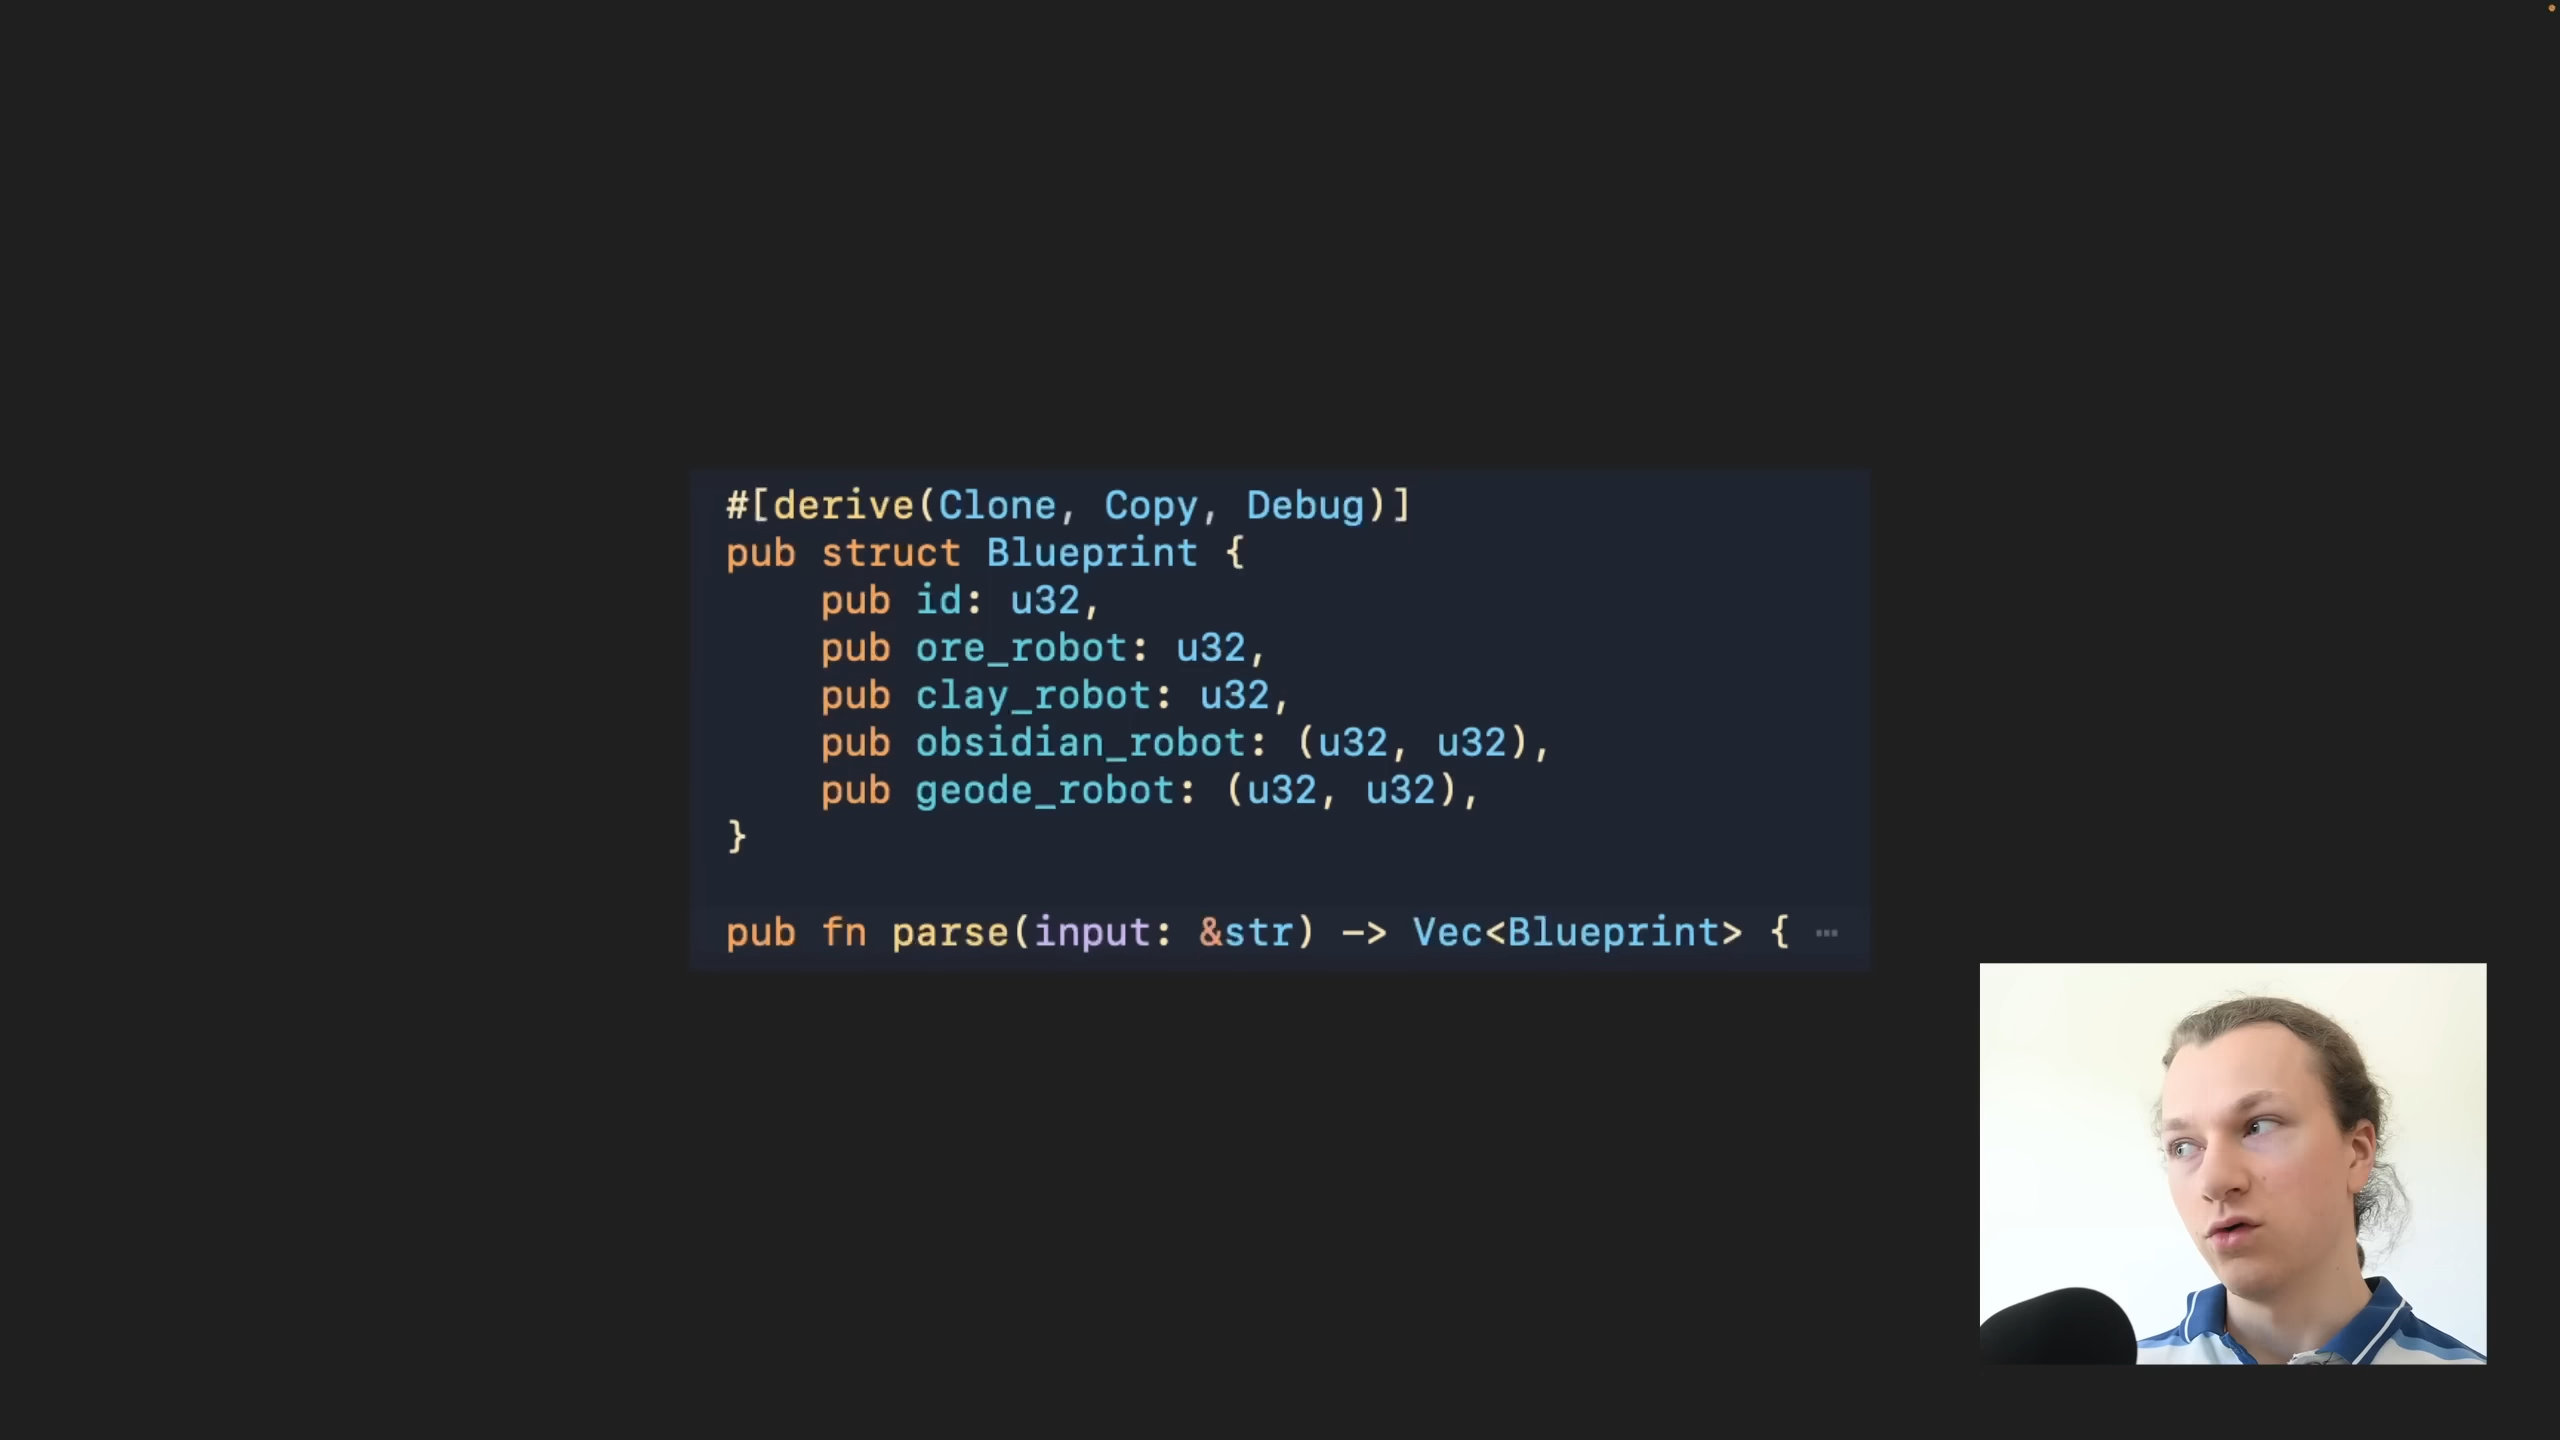 #[derive(Clone, Copy, Debug)]
pub struct Blueprint {
    pub id: u32,
    pub ore_robot: u32,
    pub clay_robot: u32,
    pub obsidian_robot: (u32, u32),
    pub geode_robot: (u32, u32),
}
pub fn parse(input: &str) -> Vec<Blueprint> { ⋯